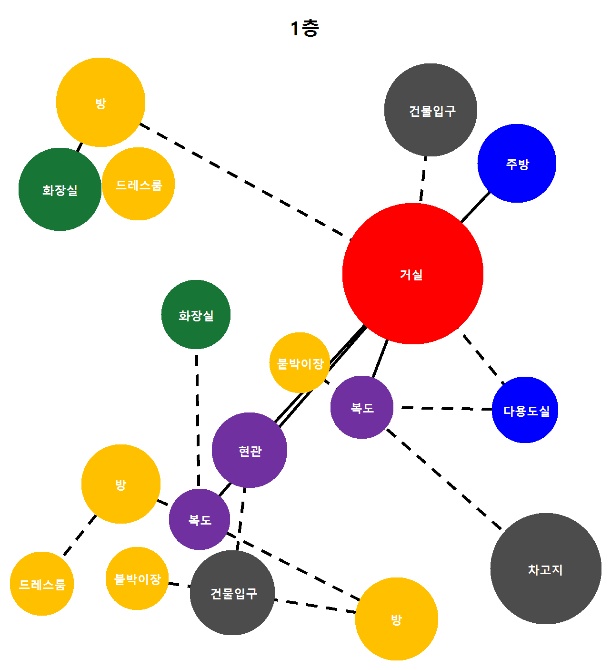 1층
방
건물입구
주방
화장실
드레스룸
거실
화장실
붙박이장
복도
다용도실
현관
방
복도
차고지
드레스룸
붙박이장
건물입구
방